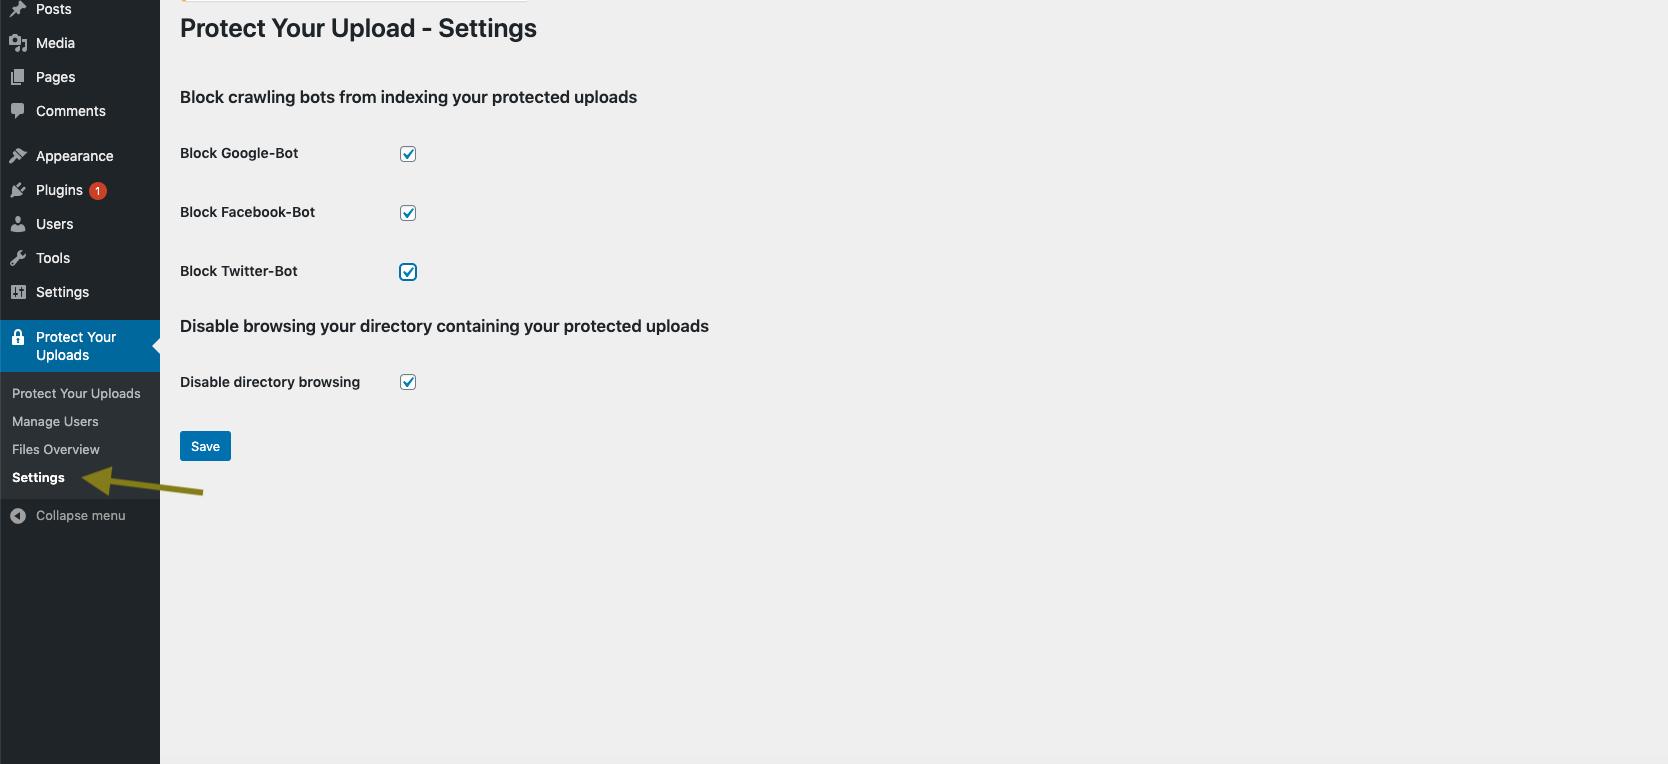 Posts
Media
Pages
Comments
Appearance
Plugins 1
Users
Tools
Settings
Protect Your
Uploads
Protect Your Uploads
Manage Users
Files Overview
Settings
Collapse menu
Protect Your Upload - Settings
Block crawling bots from indexing your protected uploads
Block Google-Bot
Block Facebook-Bot
Block Twitter-Bot
Disable browsing your directory containing your protected uploads
Disable directory browsing
Save